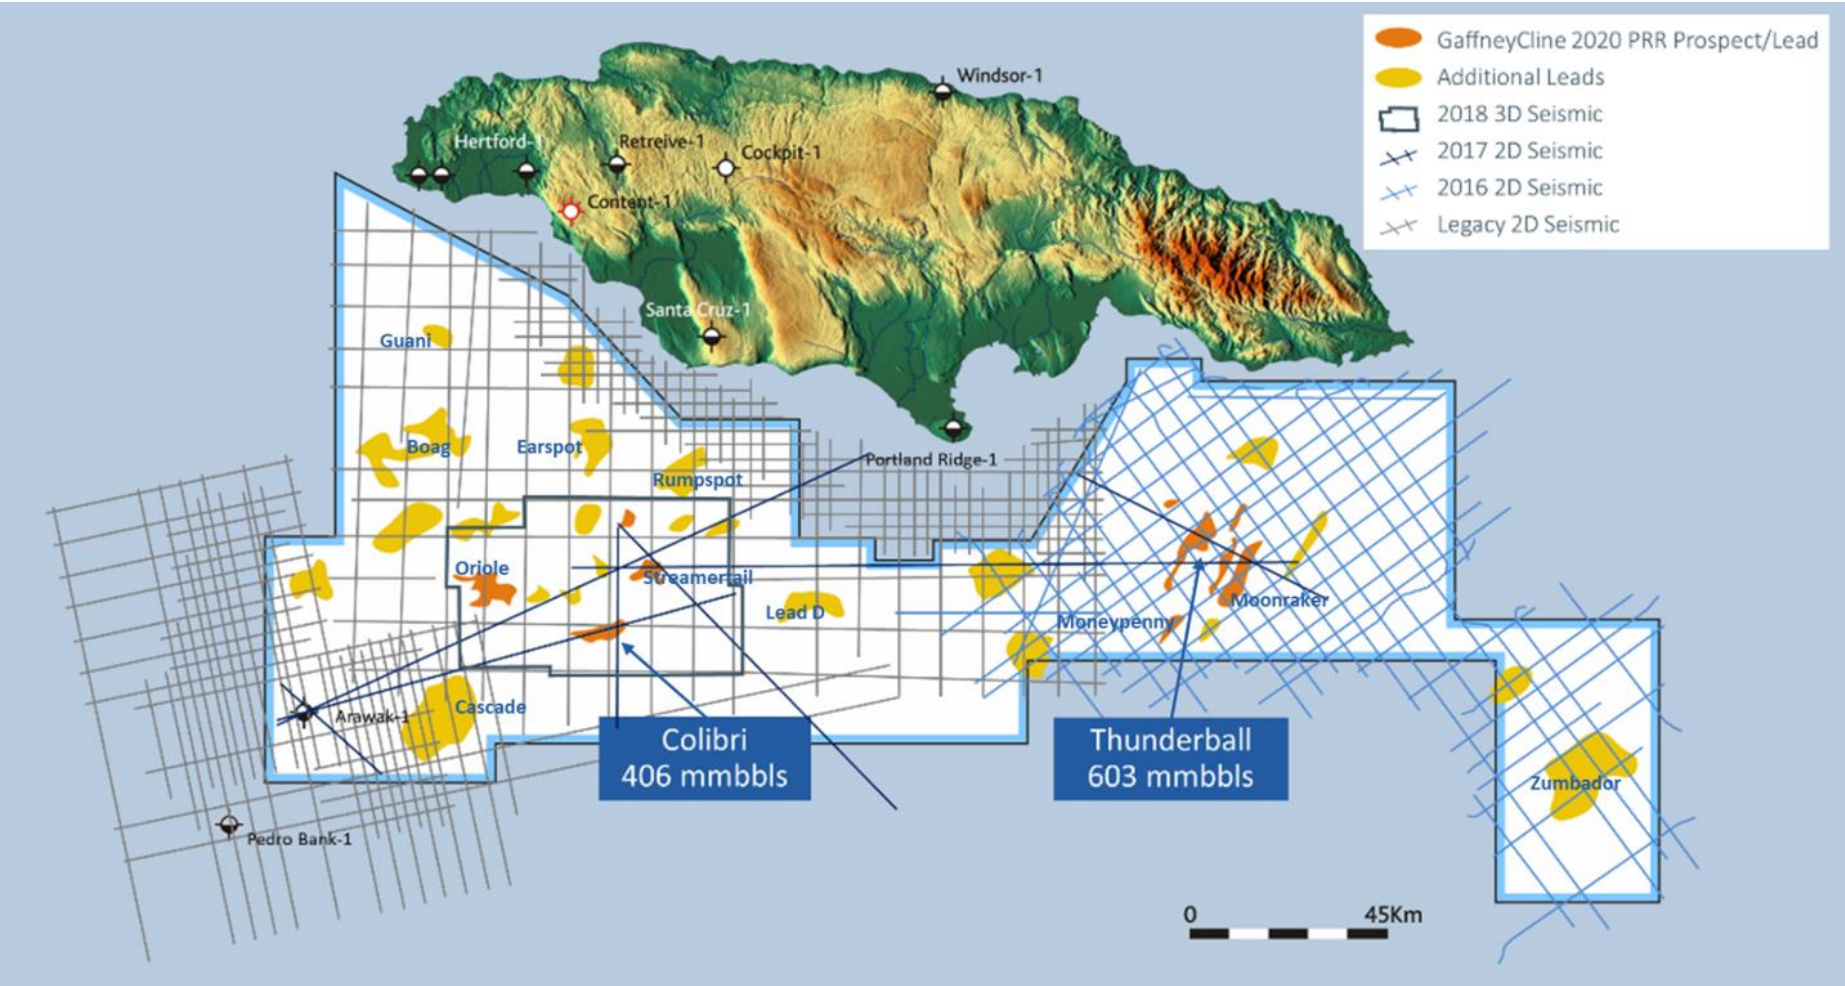 GaffneyCline 2020 PRR Prospect/Lead
Additional Leads
2018 3D Seismic
2017 2D Seismic
2016 2D Seismic
Legacy 2D Seismic
Windsor-1
Hertford-1
Retreive-1
Cockpit-1
Content-1
Santa Cruz-1
Guani
Boag
Earspot
Portland Ridge-1
Rumpspot
Oriole
Streamertail
Lead D
Moonraker
Moneypenny
Cascade
Arawak-1
Colibri
406 mmbbls
Thunderball
603 mmbbls
Zumbador
Pedro Bank-1
0 45Km